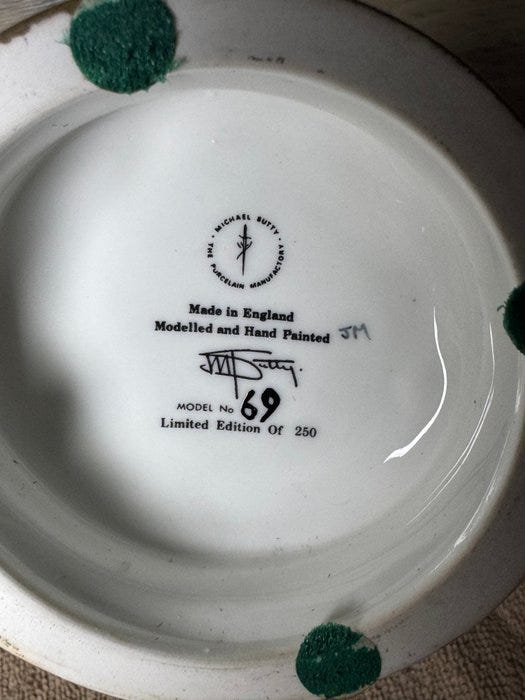 · MICHAEL SUTTY ·
THE PORCELAIN MANUFACTORY
Made in England
Modelled and Hand Painted JM
JMSutty.
MODEL No 69
Limited Edition Of 250